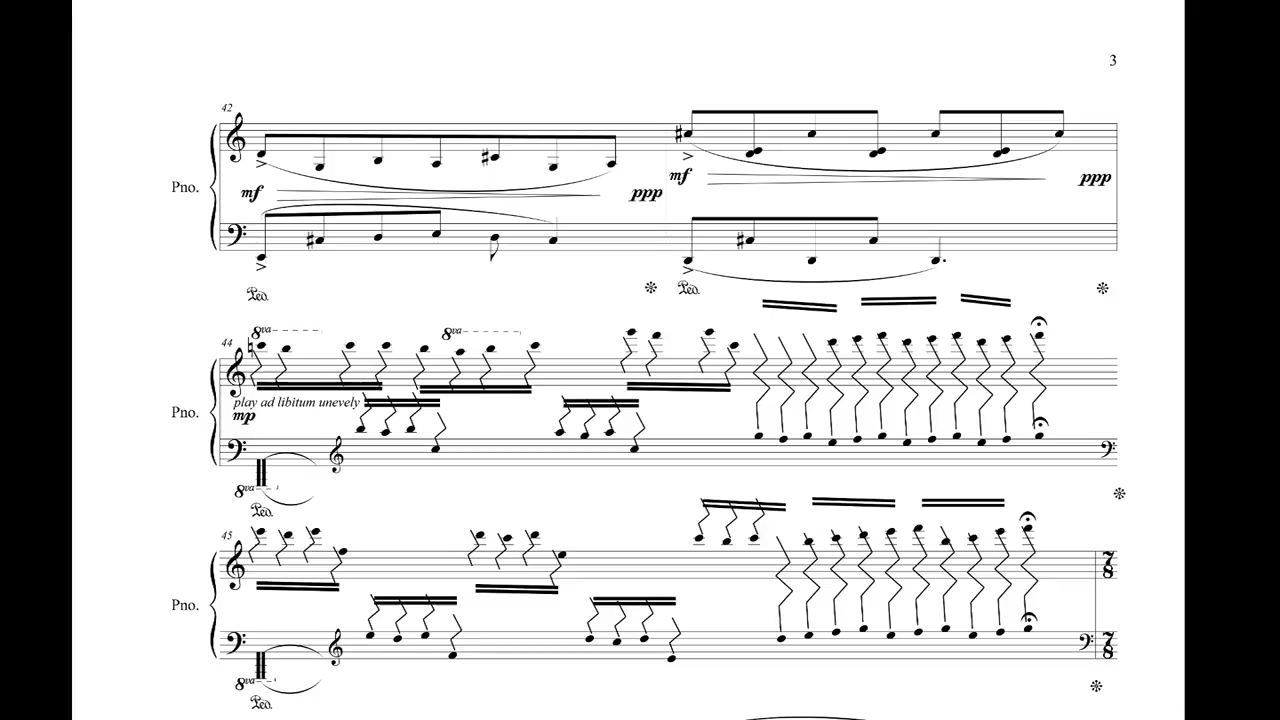 3
42
Pno.
mf ppp mf ppp
Ped. Ped.
8va 8va
44
play ad libitum unevely
mp
Pno.
8va
Ped.
45
7 8
Pno.
7 8
8va
Ped.